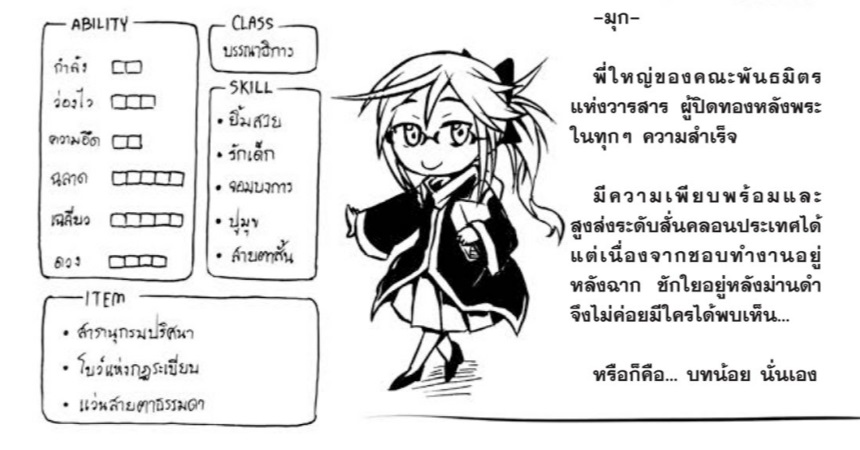 ABILITY
กำลัง
ว่องไว
ความอึด
ฉลาด
เฉลียว
ดวง
CLASS
บรรณาธิการ
SKILL
• ยิ้มสวย
• รักเด็ก
• จอมบงการ
• ปูมุข
• สายตาสั้น
ITEM
• สารานุกรมปริศนา
• โบว์แห่งกฎระเบียบ
• แว่นสายตาธรรมดา
–มุก–
พี่ใหญ่ของคณะพันธมิตร
แห่งวารสาร ผู้ปิดทองหลังพระ
ในทุกๆ ความสำเร็จ
มีความเพียบพร้อมและ
สูงส่งระดับสั่นคลอนประเทศได้
แต่เนื่องจากชอบทำงานอยู่
หลังฉาก ชักใยอยู่หลังม่านดำ
จึงไม่ค่อยมีใครได้พบเห็น...
หรือก็คือ... บทน้อย นั่นเอง